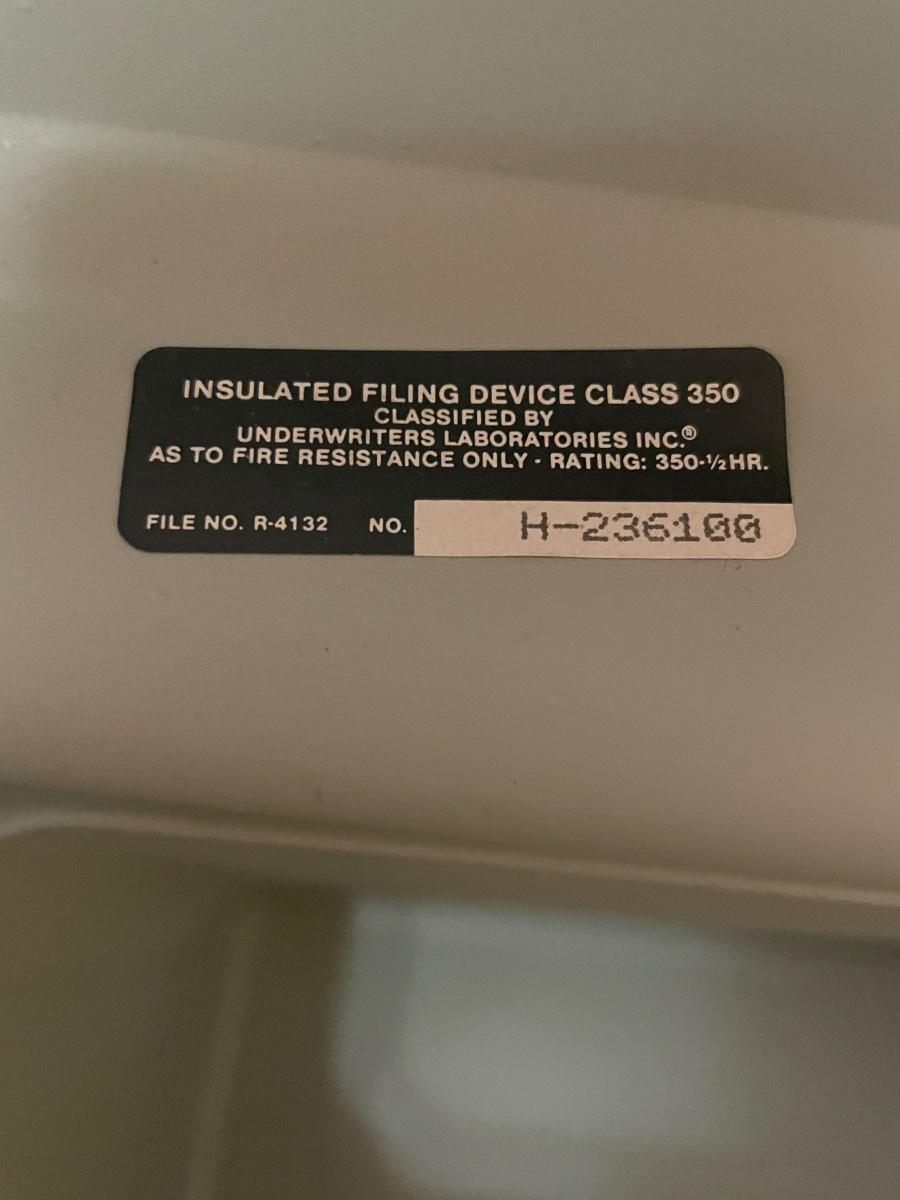 INSULATED FILING DEVICE CLASS 350
CLASSIFIED BY
UNDERWRITERS LABORATORIES INC.®
AS TO FIRE RESISTANCE ONLY - RATING: 350-½HR.
FILE NO. R-4132 NO. H-236100